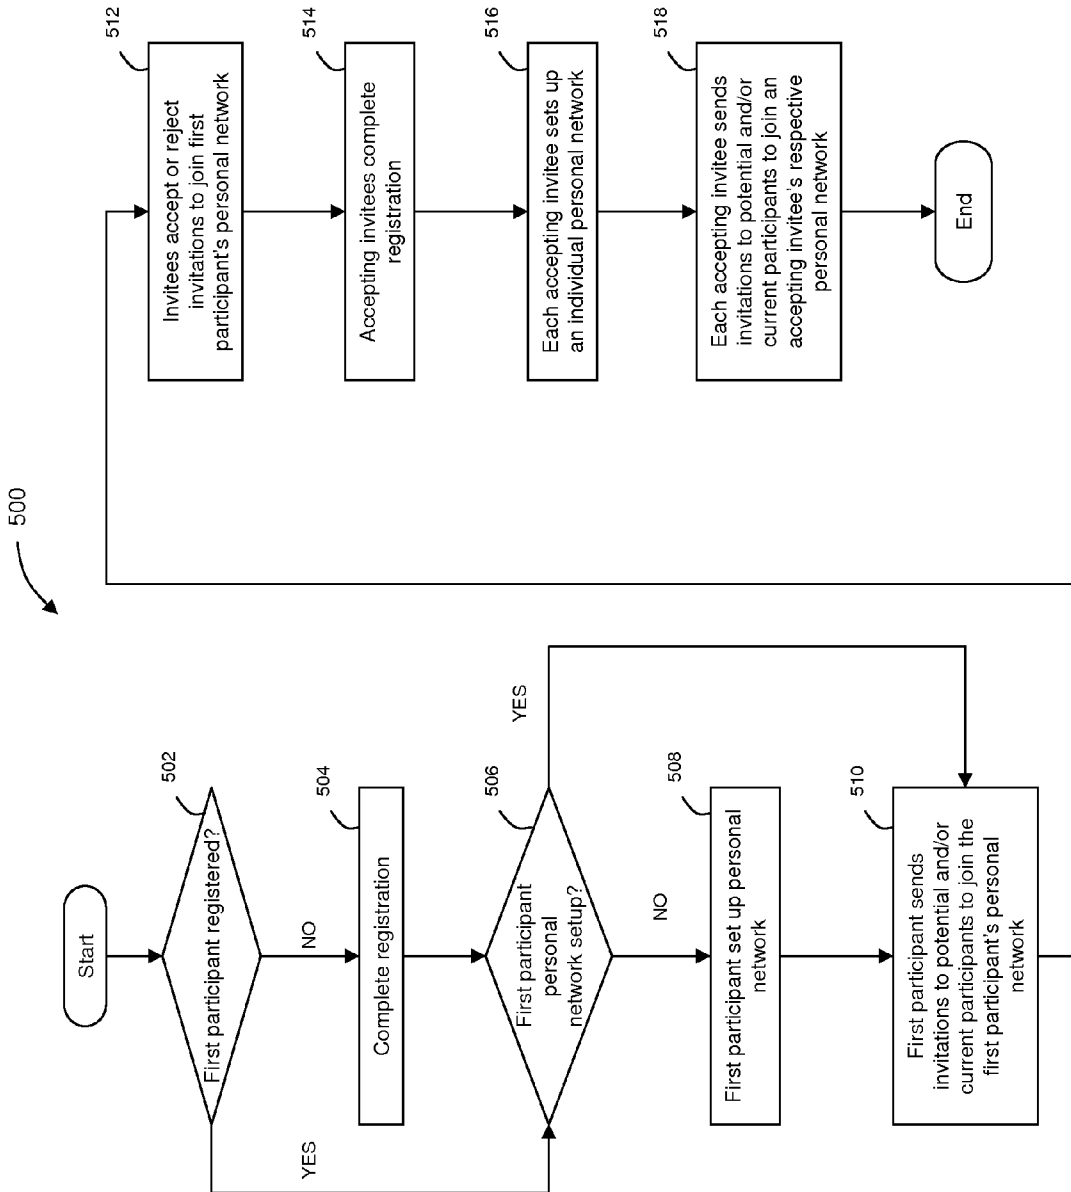 500
Start
502
First participant registered?
YES
NO
504
Complete registration
506
First participant
personal
network setup?
YES
NO
508
First participant set up personal
network
510
First participant sends
invitations to potential and/or
current participants to join the
first participant's personal
network
512
Invitees accept or reject
invitations to join first
participant's personal network
514
Accepting invitees complete
registration
516
Each accepting invitee sets up
an individual personal network
518
Each accepting invitee sends
invitations to potential and/or
current participants to join an
accepting invitee's respective
personal network
End